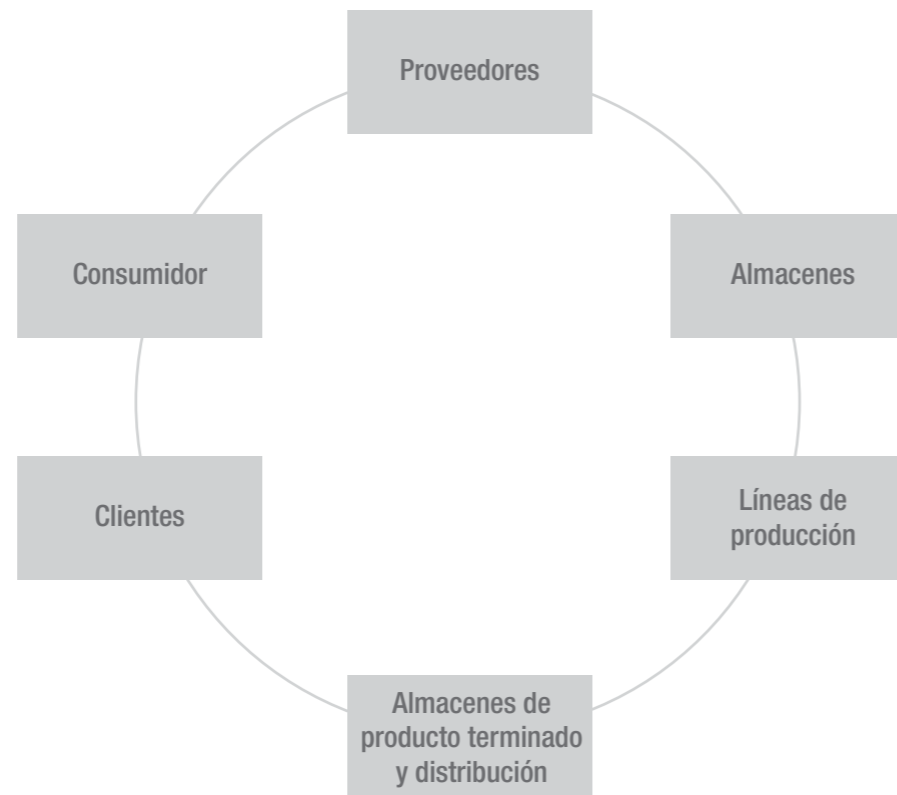 Proveedores
Almacenes
Líneas de
producción
Almacenes de
producto terminado
y distribución
Clientes
Consumidor